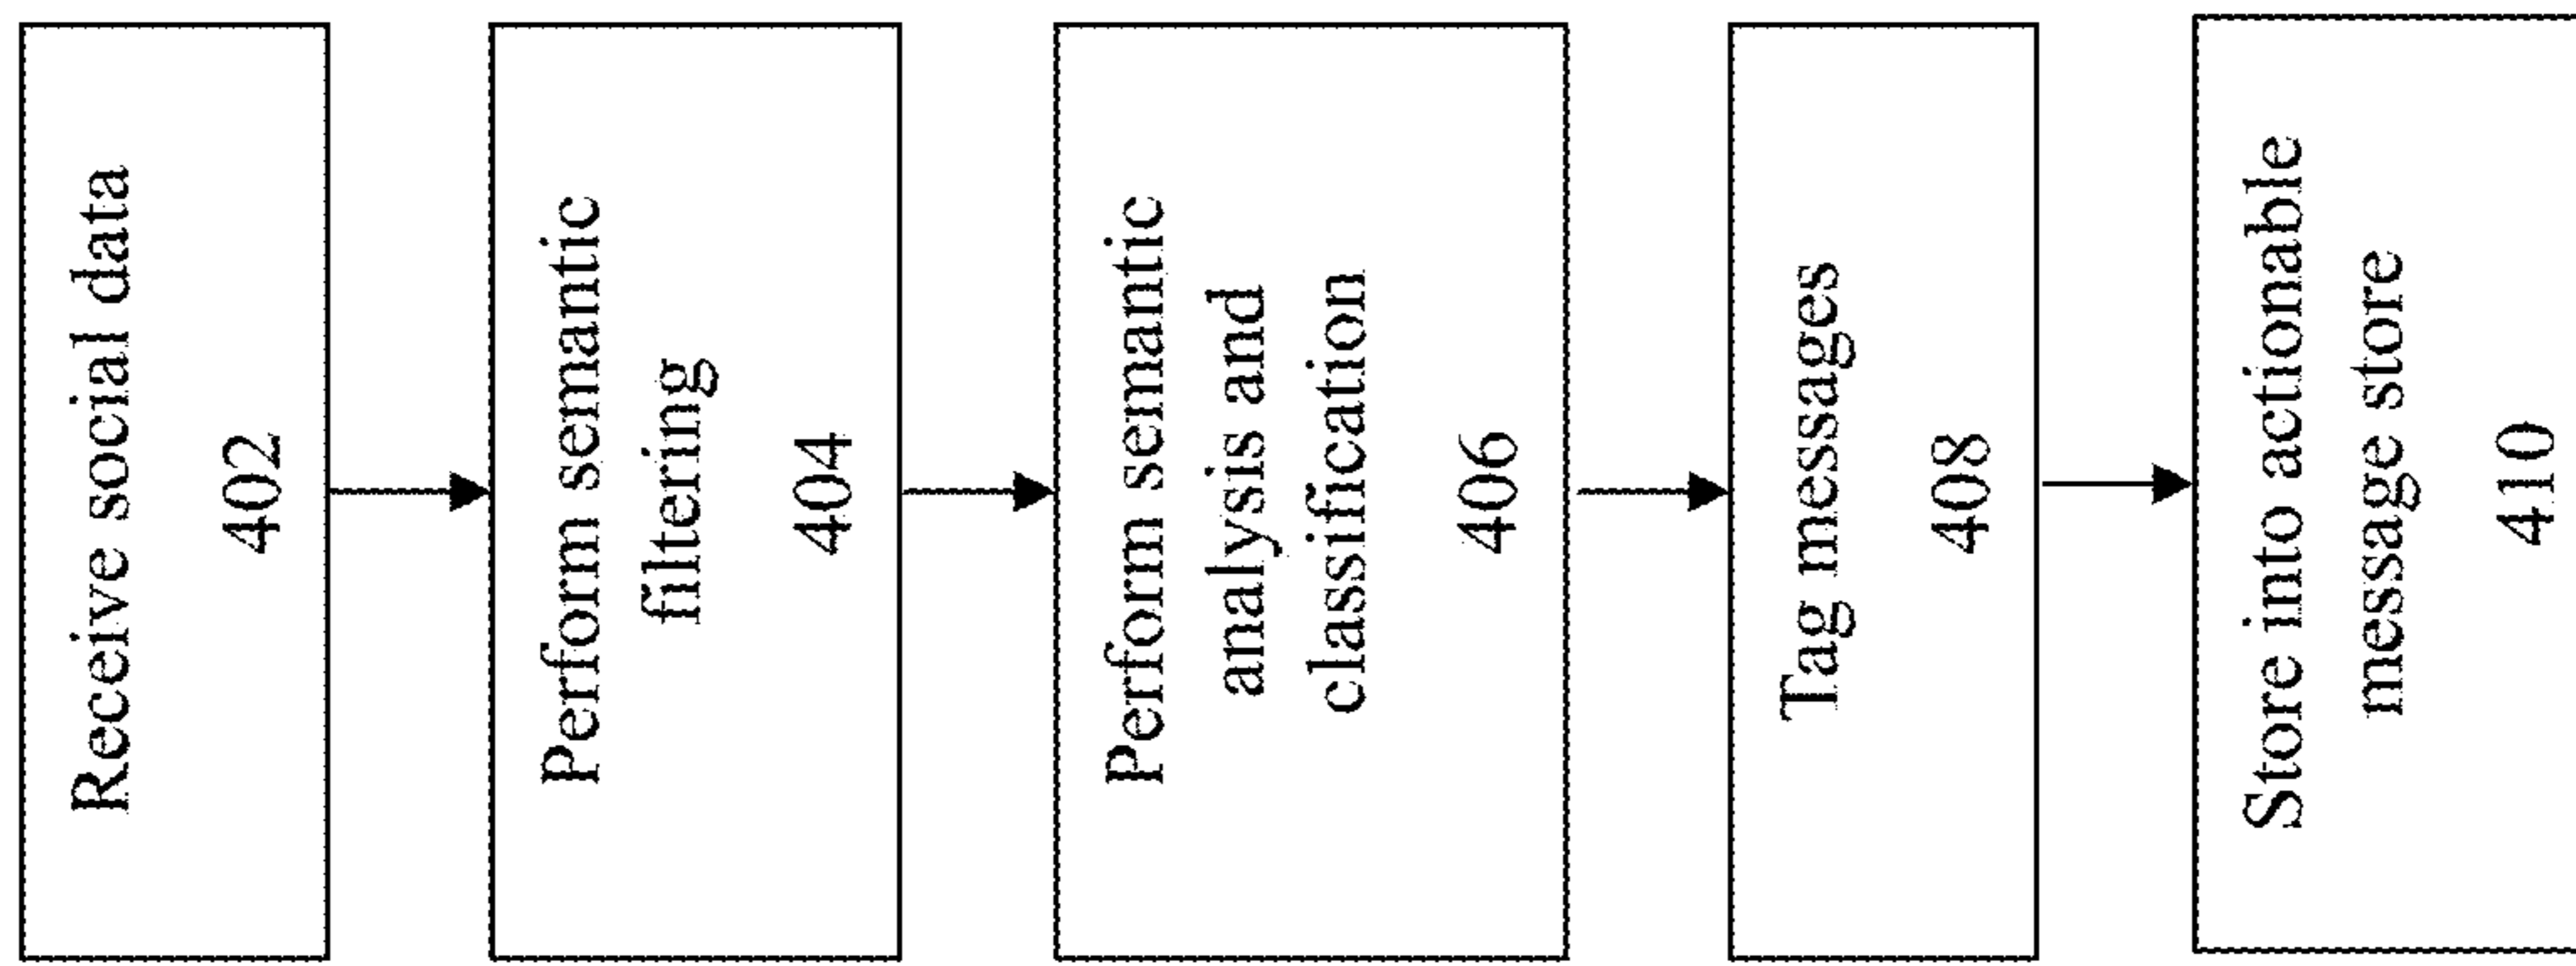 Receive social data
402
Perform semantic
filtering
404
Perform semantic
analysis and
classification
406
Tag messages
408
Store into actionable
message store
410